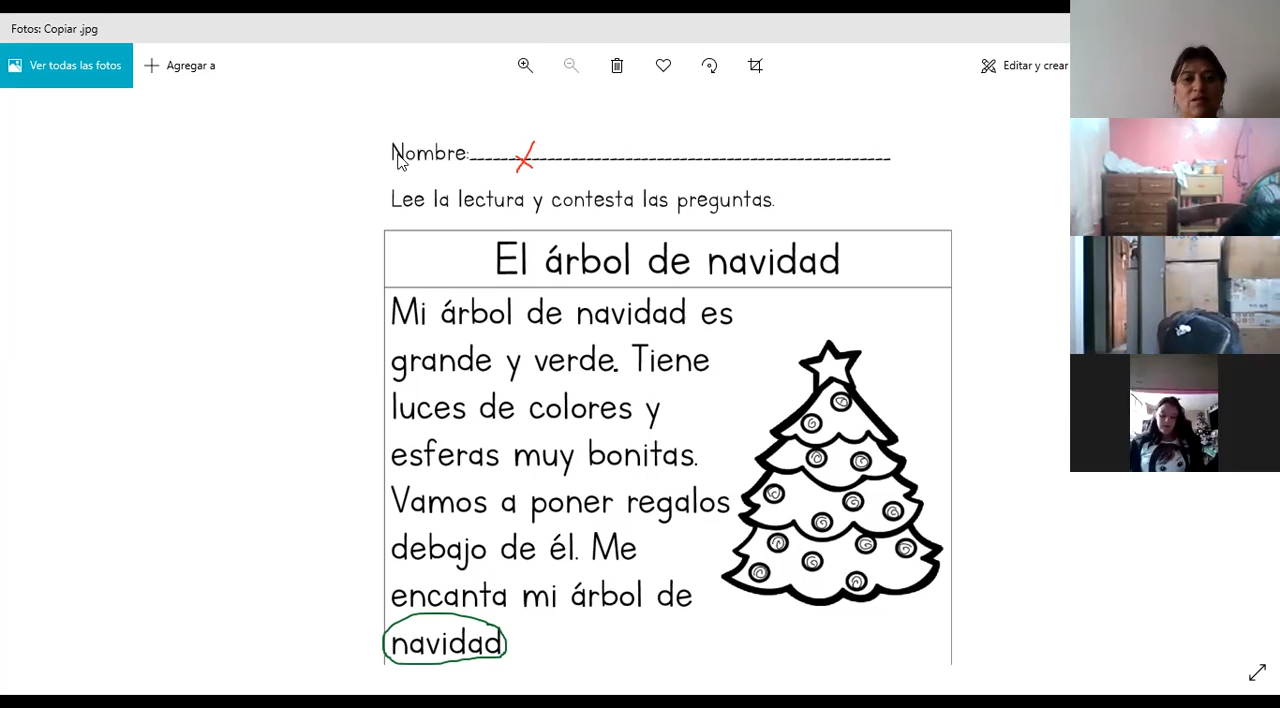 Fotos: Copiar .jpg
Ver todas las fotos
Agregar a
Editar y crear
Nombre:
Lee la lectura y contesta las preguntas.
El árbol de navidad
Mi árbol de navidad es
grande y verde. Tiene
luces de colores y
esferas muy bonitas.
Vamos a poner regalos
debajo de él. Me
encanta mi árbol de
navidad